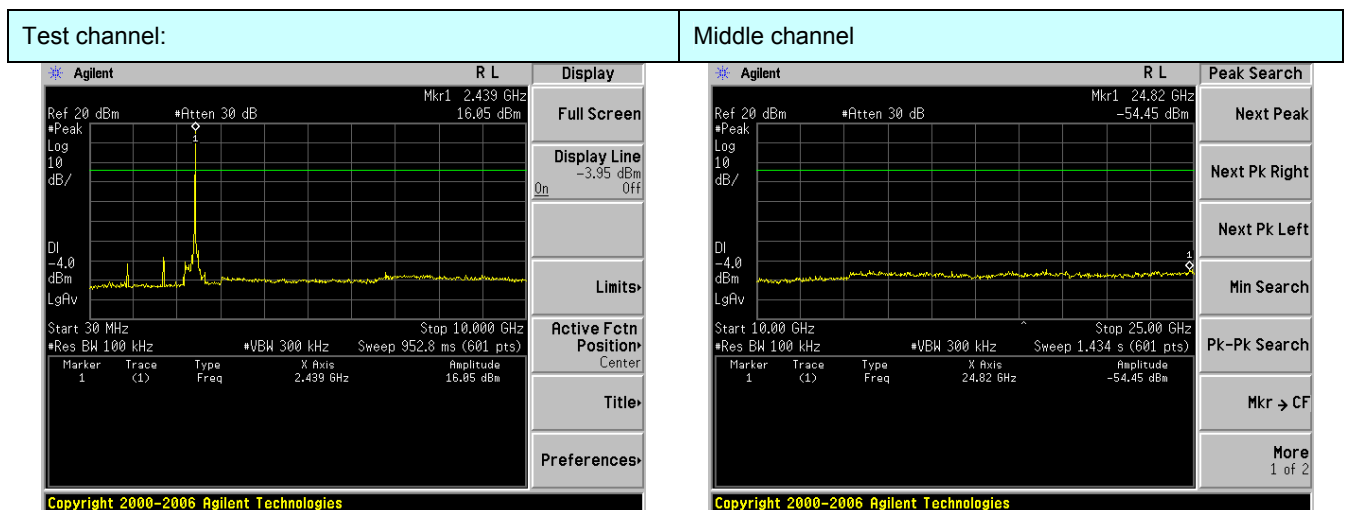 Test channel:
Middle channel
Agilent
R L
Display
Mkr1 2.439 GHz
Ref 20 dBm
#Atten 30 dB
16.05 dBm
#Peak
Log
10
dB/
1
DI
-4.0
dBm
LgAv
Start 30 MHz
Stop 10.000 GHz
#Res BW 100 kHz
#VBW 300 kHz
Sweep 952.8 ms (601 pts)
Marker Trace Type X Axis Amplitude
1 (1) Freq 2.439 GHz 16.05 dBm
Full Screen
Display Line
-3.95 dBm
On Off
Limits
Active Fctn
Position
Center
Title
Preferences
Copyright 2000-2006 Agilent Technologies
Agilent
R L
Peak Search
Mkr1 24.82 GHz
Ref 20 dBm
#Atten 30 dB
-54.45 dBm
#Peak
Log
10
dB/
1
DI
-4.0
dBm
LgAv
Start 10.00 GHz
^
Stop 25.00 GHz
#Res BW 100 kHz
#VBW 300 kHz
Sweep 1.434 s (601 pts)
Marker Trace Type X Axis Amplitude
1 (1) Freq 24.82 GHz -54.45 dBm
Next Peak
Next Pk Right
Next Pk Left
Min Search
Pk-Pk Search
Mkr → CF
More
1 of 2
Copyright 2000-2006 Agilent Technologies